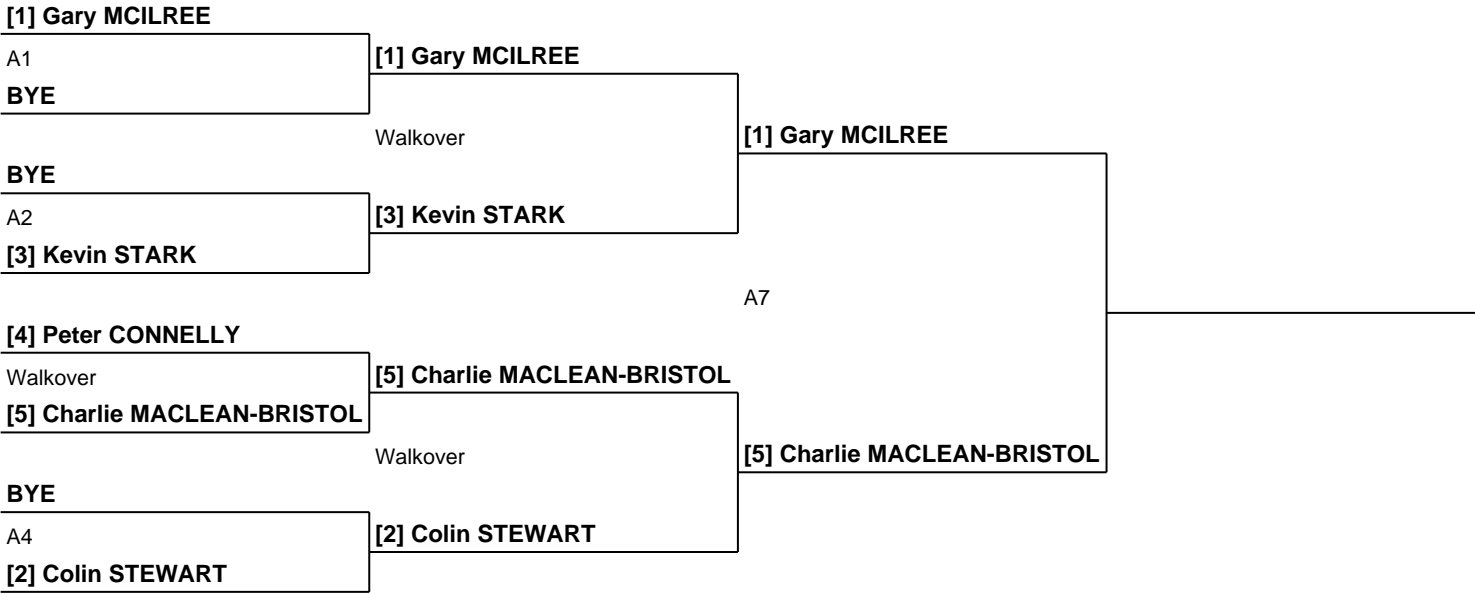 [1] Gary MCILREE
A1
BYE
BYE
A2
[3] Kevin STARK
[4] Peter CONNELLY
Walkover
[5] Charlie MACLEAN-BRISTOL
BYE
A4
[2] Colin STEWART
[1] Gary MCILREE
Walkover
[3] Kevin STARK
[5] Charlie MACLEAN-BRISTOL
Walkover
[2] Colin STEWART
[1] Gary MCILREE
A7
[5] Charlie MACLEAN-BRISTOL